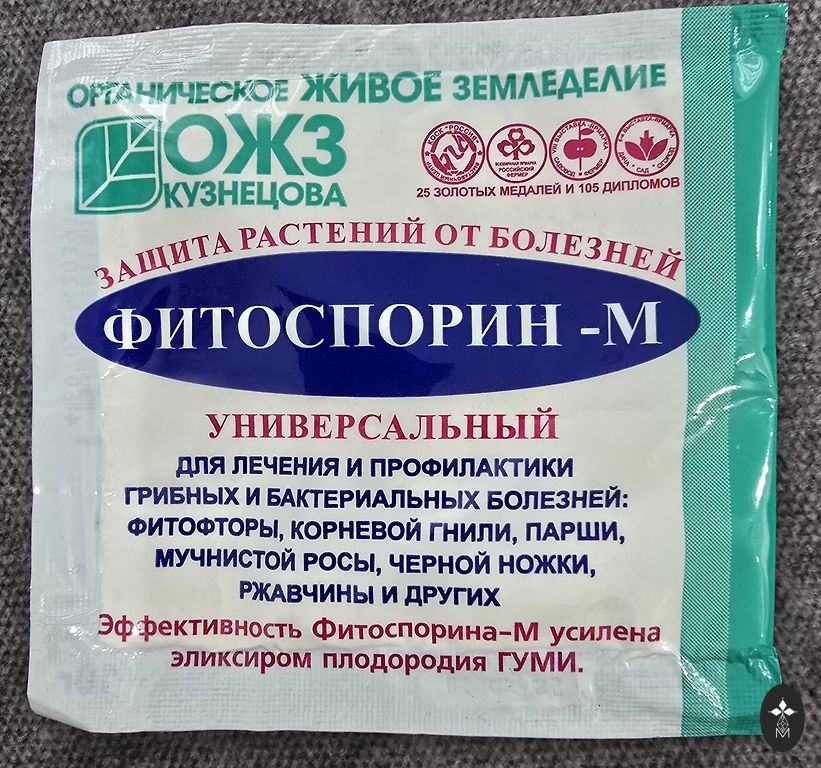 ОРГАНИЧЕСКОЕ ЖИВОЕ ЗЕМЛЕДЕЛИЕ
ОЖЗ
КУЗНЕЦОВА
25 ЗОЛОТЫХ МЕДАЛЕЙ И 105 ДИПЛОМОВ
ЗАЩИТА РАСТЕНИЙ ОТ БОЛЕЗНЕЙ
ФИТОСПОРИН -М
УНИВЕРСАЛЬНЫЙ
ДЛЯ ЛЕЧЕНИЯ И ПРОФИЛАКТИКИ
ГРИБНЫХ И БАКТЕРИАЛЬНЫХ БОЛЕЗНЕЙ:
ФИТОФТОРЫ, КОРНЕВОЙ ГНИЛИ, ПАРШИ,
МУЧНИСТОЙ РОСЫ, ЧЕРНОЙ НОЖКИ,
РЖАВЧИНЫ И ДРУГИХ
Эффективность Фитоспорина-М усилена
эликсиром плодородия ГУМИ.
M